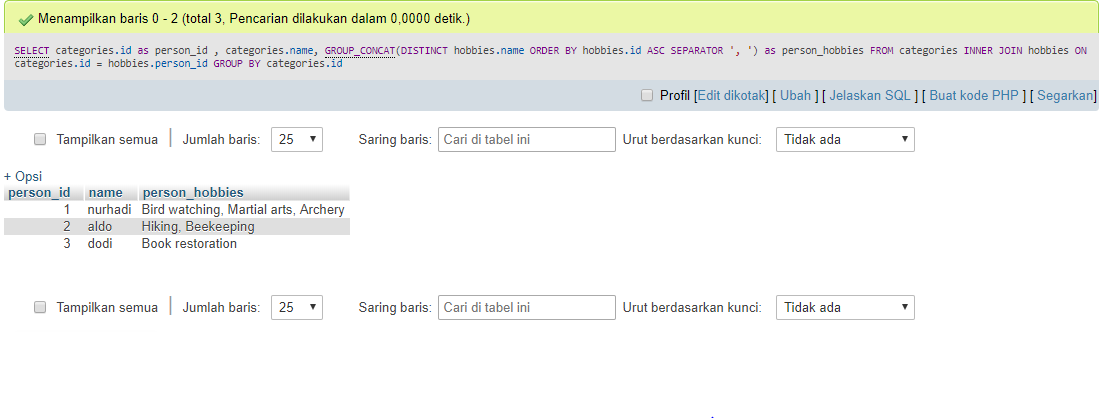 Menampilkan baris 0 - 2 (total 3, Pencarian dilakukan dalam 0,0000 detik.)
SELECT categories.id as person_id , categories.name, GROUP_CONCAT(DISTINCT hobbies.name ORDER BY hobbies.id ASC SEPARATOR ', ') as person_hobbies FROM categories INNER JOIN hobbies ON
categories.id = hobbies.person_id GROUP BY categories.id
Profil [Edit dikotak] [ Ubah ] [ Jelaskan SQL ] [ Buat kode PHP ] [ Segarkan]
Tampilkan semua | Jumlah baris: 25 Saring baris: Cari di tabel ini Urut berdasarkan kunci: Tidak ada
+ Opsi
person_id name person_hobbies
1 nurhadi Bird watching, Martial arts, Archery
2 aldo Hiking, Beekeeping
3 dodi Book restoration
Tampilkan semua | Jumlah baris: 25 Saring baris: Cari di tabel ini Urut berdasarkan kunci: Tidak ada